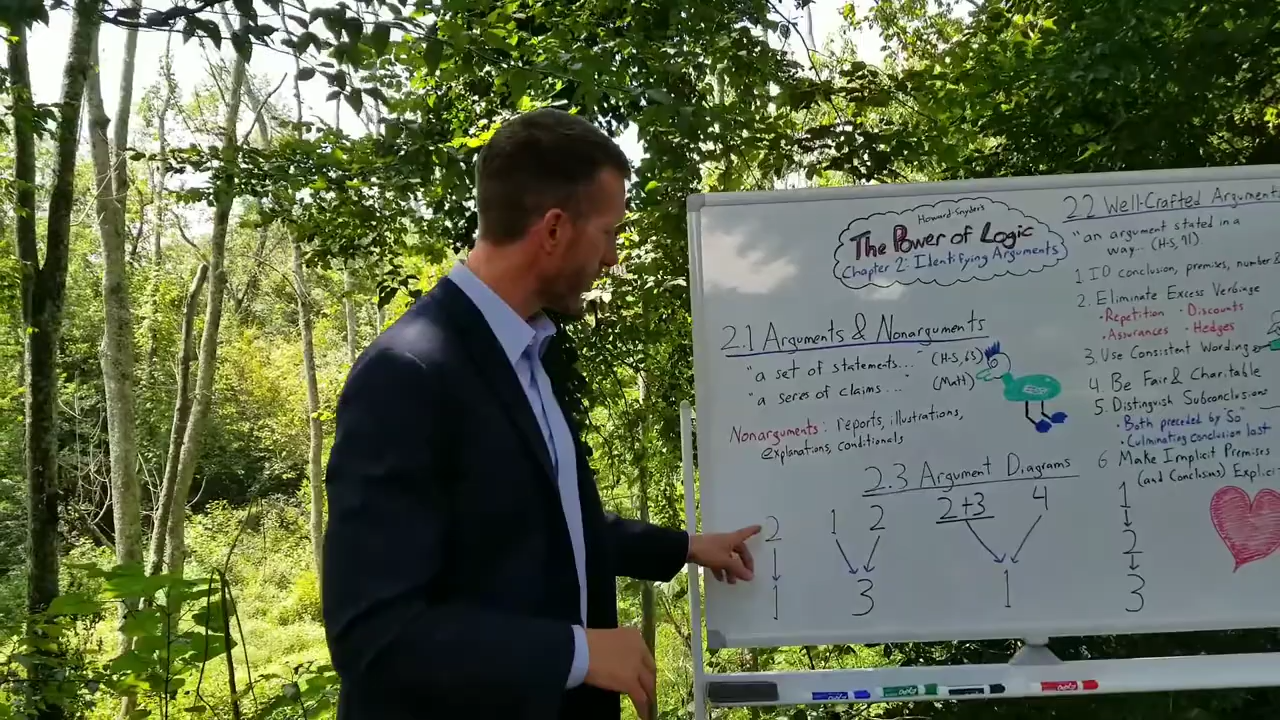 Howard-Snyder's
The Power of Logic
Chapter 2: Identifying Arguments
2.1 Arguments & Nonarguments
"a set of statements..." (H-S, 63)
"a series of claims..." (Matt)
Nonarguments: reports, illustrations,
explanations, conditionals
2.3 Argument Diagrams
2
1
1 2
3
2+3 4
1
1
2
3
2.2 Well-Crafted Argument
"an argument stated in a
way... (H-S, 91).
1. ID conclusion, premises, number
2. Eliminate Excess Verbiage
• Repetition • Discounts
• Assurances • Hedges
3. Use Consistent Wording
4. Be Fair & Charitable
5. Distinguish Subconclusions
• Both preceded by "So"
• Culminating conclusion last
6 Make Implicit Premises
(and Conclusions) Explici